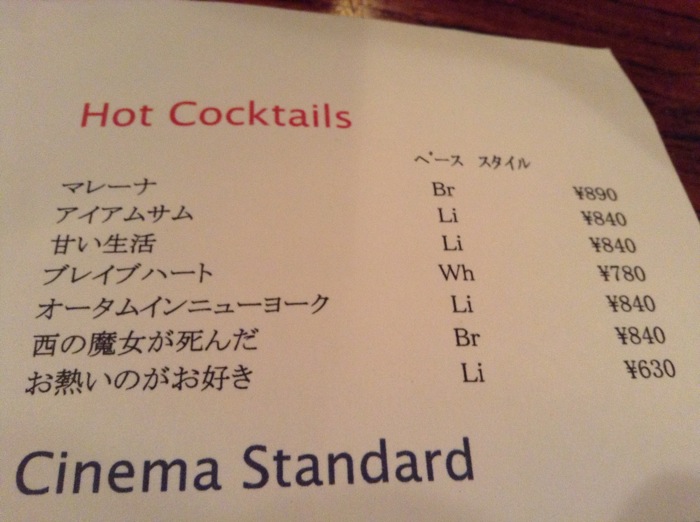 Hot Cocktails
ベース スタイル
マレーナ Br ¥890
アイアムサム Li ¥840
甘い生活 Li ¥840
ブレイブハート Wh ¥780
オータムインニューヨーク Li ¥840
西の魔女が死んだ Br ¥840
お熱いのがお好き Li ¥630
Cinema Standard